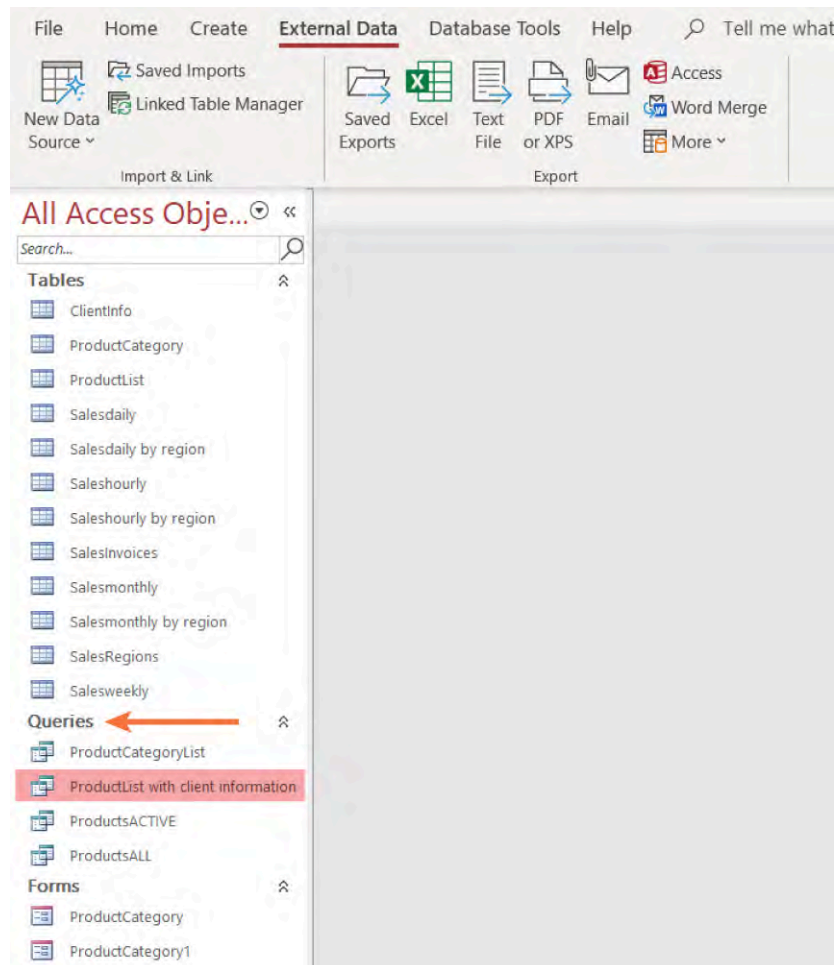 File Home Create External Data Database Tools Help Tell me what
New Data Source
Saved Imports
Linked Table Manager
Import & Link
Saved Exports
Excel
Text File
PDF or XPS
Email
Access
Word Merge
More
Export
All Access Obje...
Search...
Tables
ClientInfo
ProductCategory
ProductList
Salesdaily
Salesdaily by region
Saleshourly
Saleshourly by region
SalesInvoices
Salesmonthly
Salesmonthly by region
SalesRegions
Salesweekly
Queries
ProductCategoryList
ProductList with client information
ProductsACTIVE
ProductsALL
Forms
ProductCategory
ProductCategory1